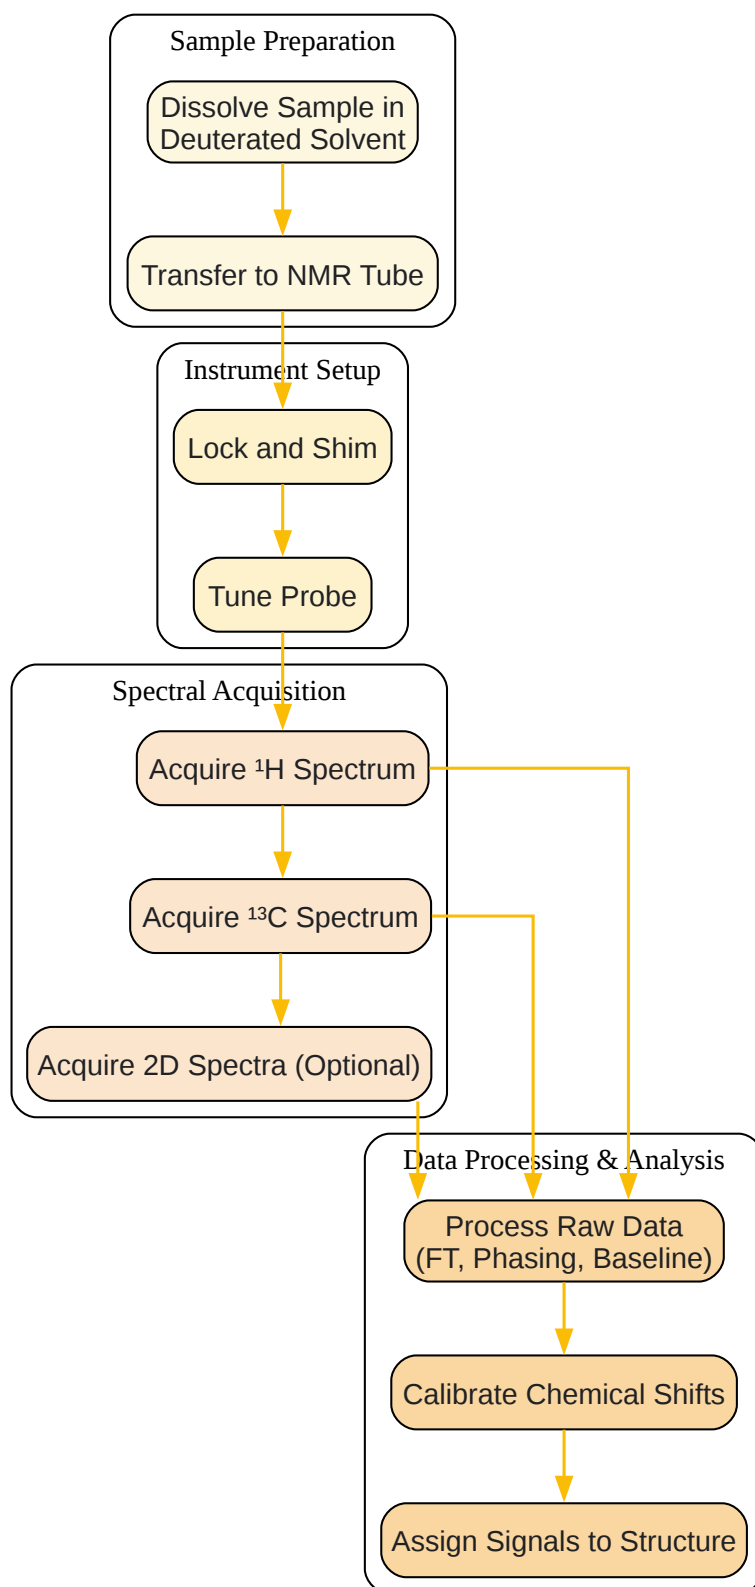 Sample Preparation
Dissolve Sample in
Deuterated Solvent
Transfer to NMR Tube
Instrument Setup
Lock and Shim
Tune Probe
Spectral Acquisition
Acquire ¹H Spectrum
Acquire ¹³C Spectrum
Acquire 2D Spectra (Optional)
Data Processing & Analysis
Process Raw Data
(FT, Phasing, Baseline)
Calibrate Chemical Shifts
Assign Signals to Structure